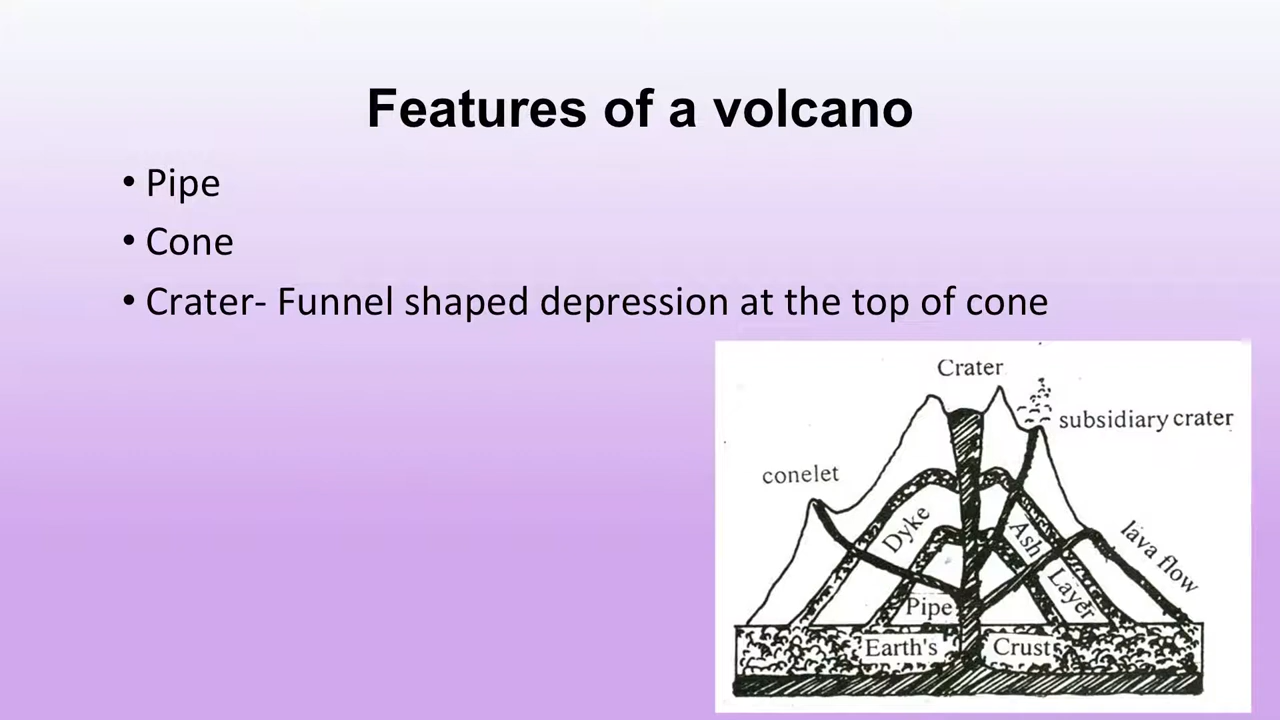 Features of a volcano
• Pipe
• Cone
• Crater- Funnel shaped depression at the top of cone
Crater
subsidiary crater
conelet
Dyke
Ash
Layer
lava flow
Pipe
Earth's
Crust